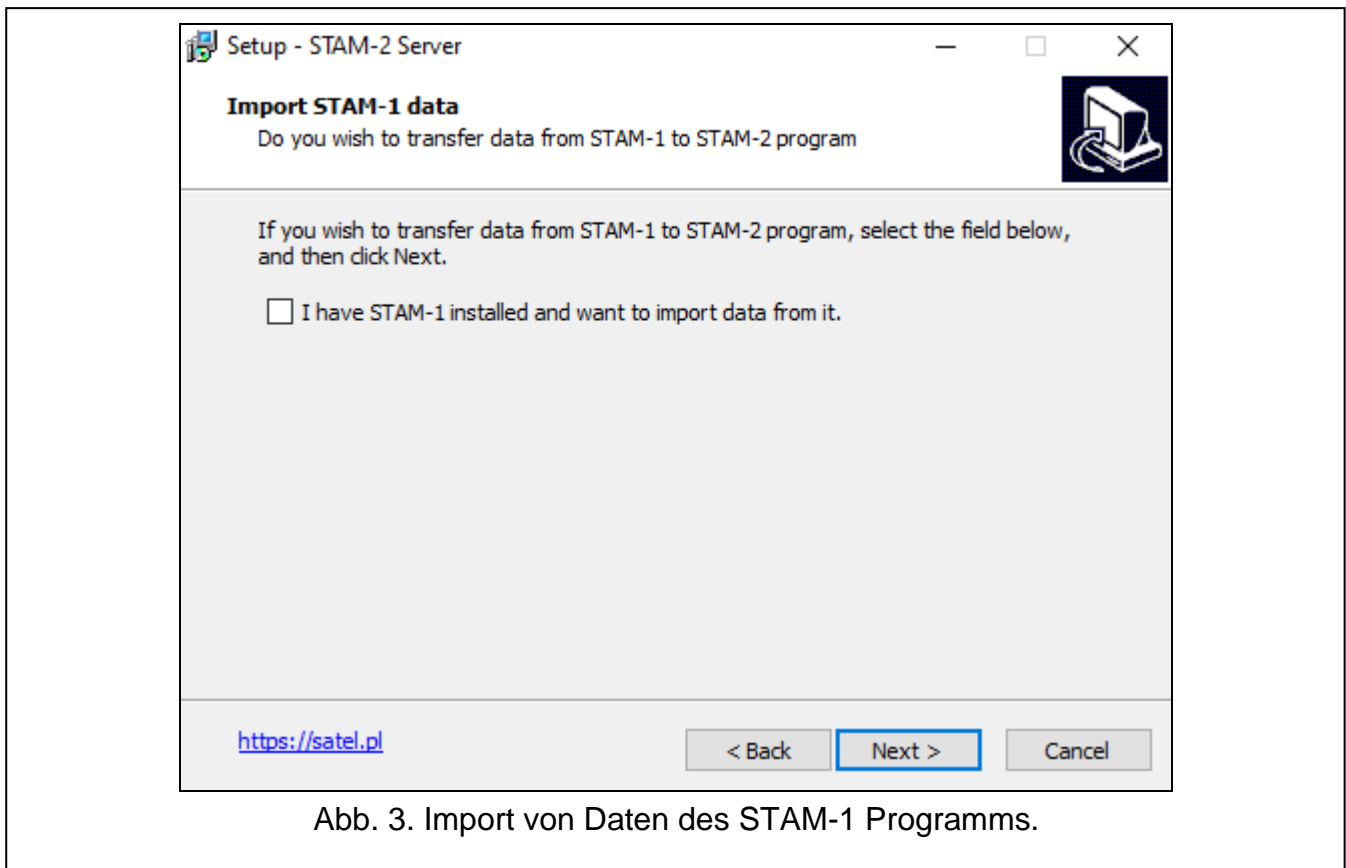 Setup - STAM-2 Server
Import STAM-1 data
Do you wish to transfer data from STAM-1 to STAM-2 program
If you wish to transfer data from STAM-1 to STAM-2 program, select the field below,
and then click Next.
I have STAM-1 installed and want to import data from it.
https://satel.pl
< Back
Next >
Cancel
Abb. 3. Import von Daten des STAM-1 Programms.